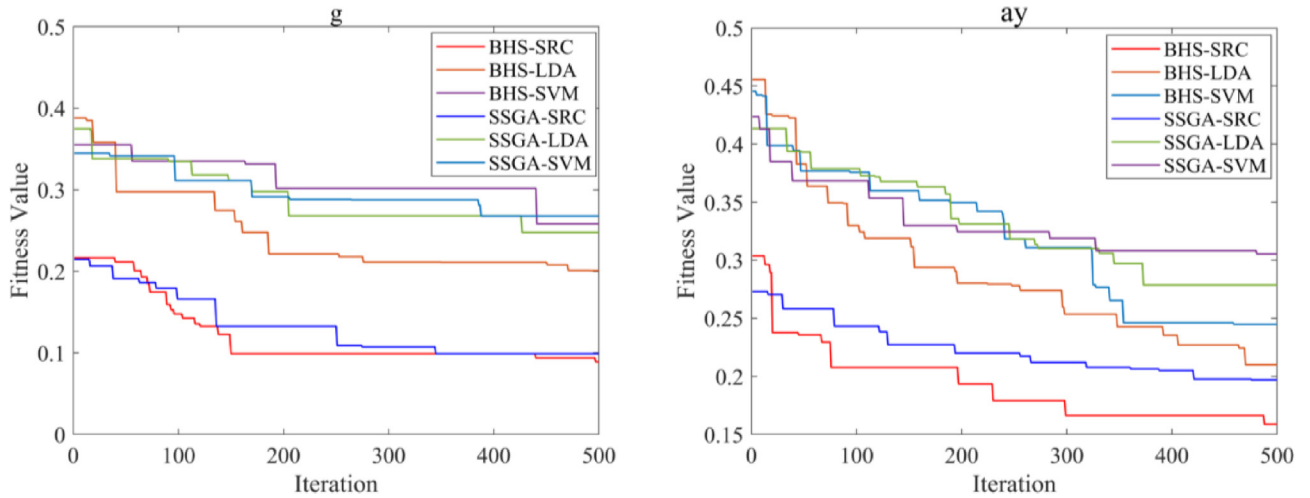 g
0.5
0.4
0.3
0.2
0.1
0
Fitness Value
0
100
200
300
400
500
Iteration
BHS-SRC
BHS-LDA
BHS-SVM
SSGA-SRC
SSGA-LDA
SSGA-SVM
ay
0.5
0.45
0.4
0.35
0.3
0.25
0.2
0.15
Fitness Value
0
100
200
300
400
500
Iteration
BHS-SRC
BHS-LDA
BHS-SVM
SSGA-SRC
SSGA-LDA
SSGA-SVM